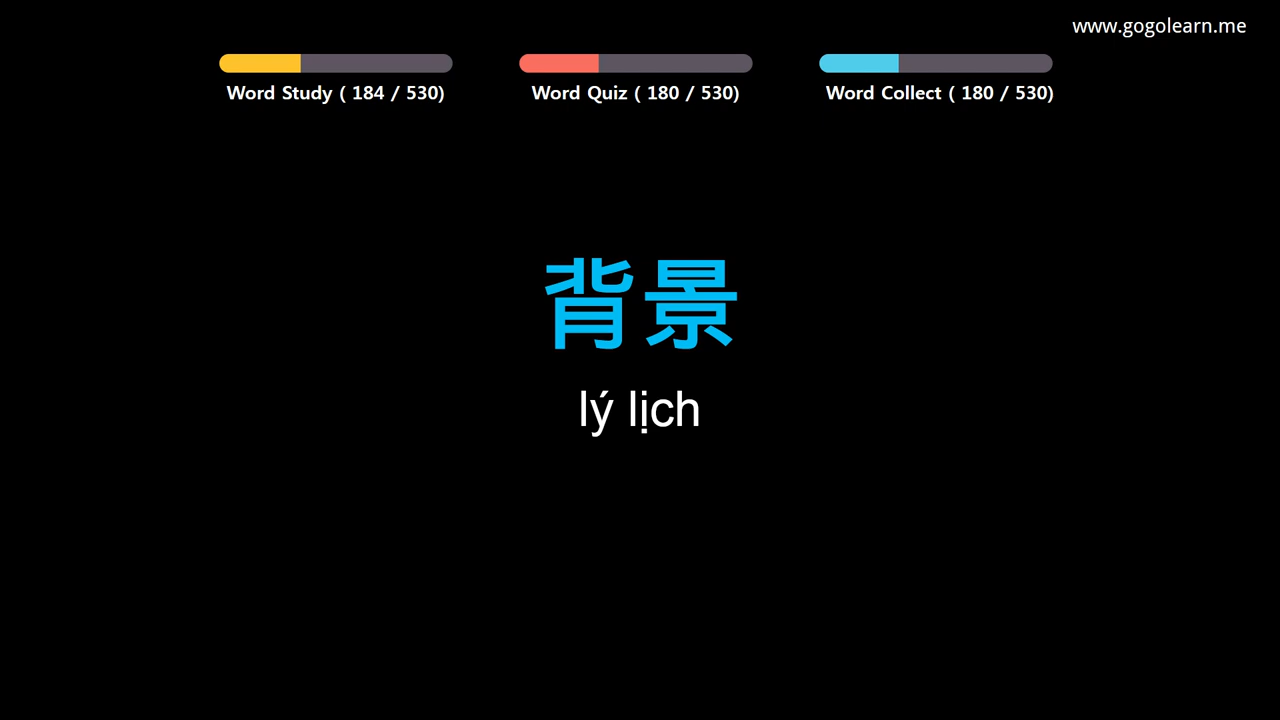 www.gogolearn.me
Word Study ( 184 / 530)
Word Quiz ( 180 / 530)
Word Collect ( 180 / 530)
背景
lý lịch